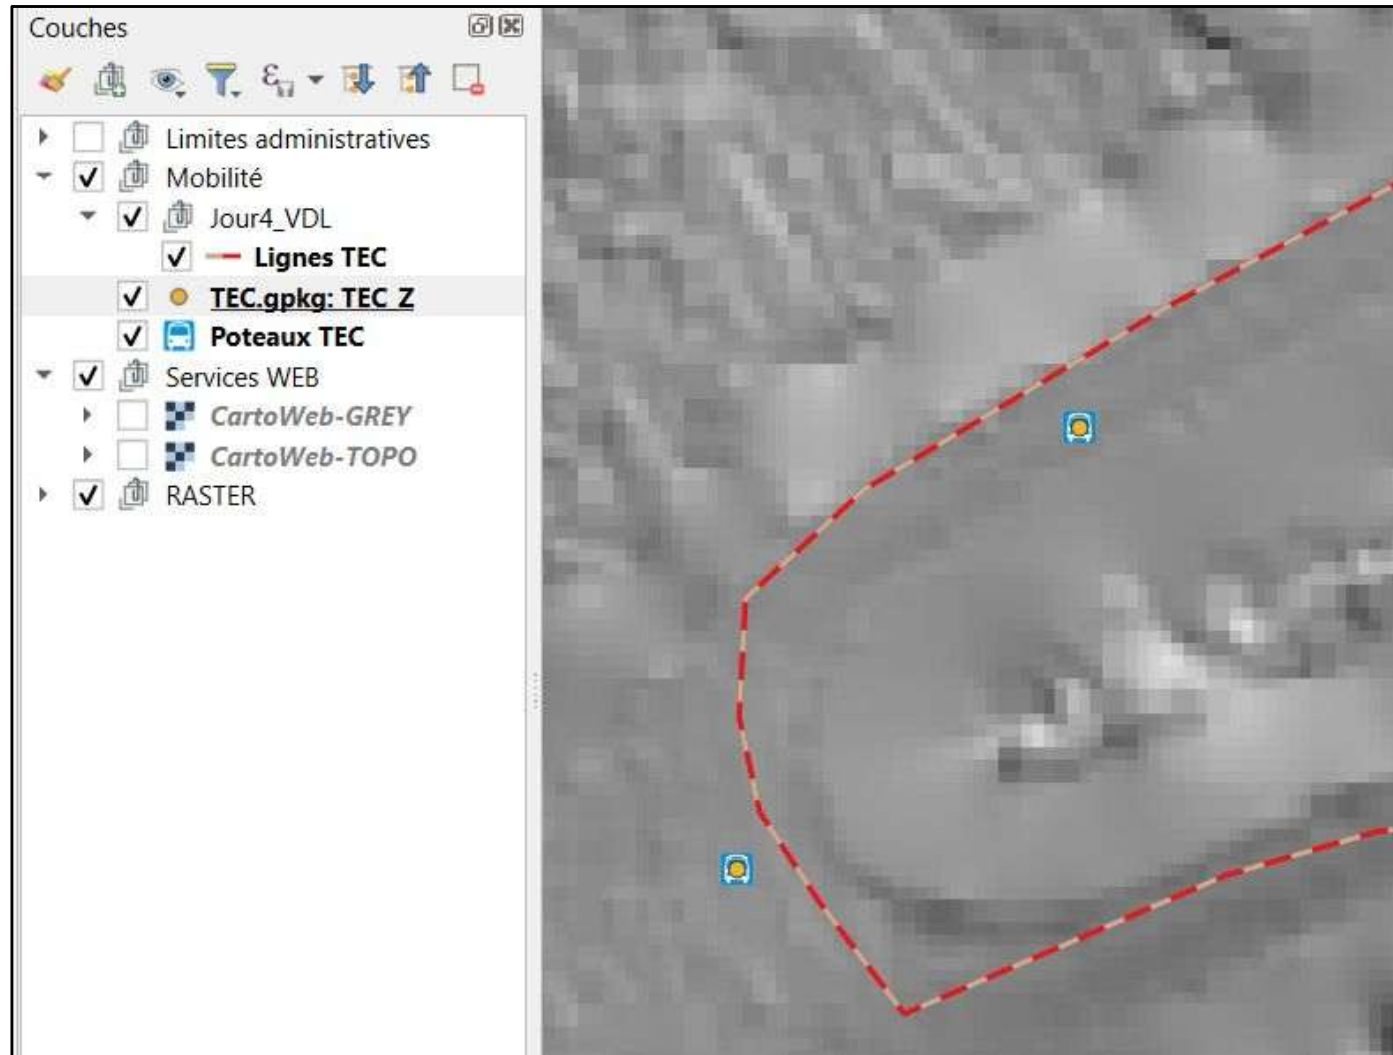 Couches
Limites administratives
Mobilité
Jour4_VDL
Lignes TEC
TEC.gpkg: TEC_Z
Poteaux TEC
Services WEB
CartoWeb-GREY
CartoWeb-TOPO
RASTER